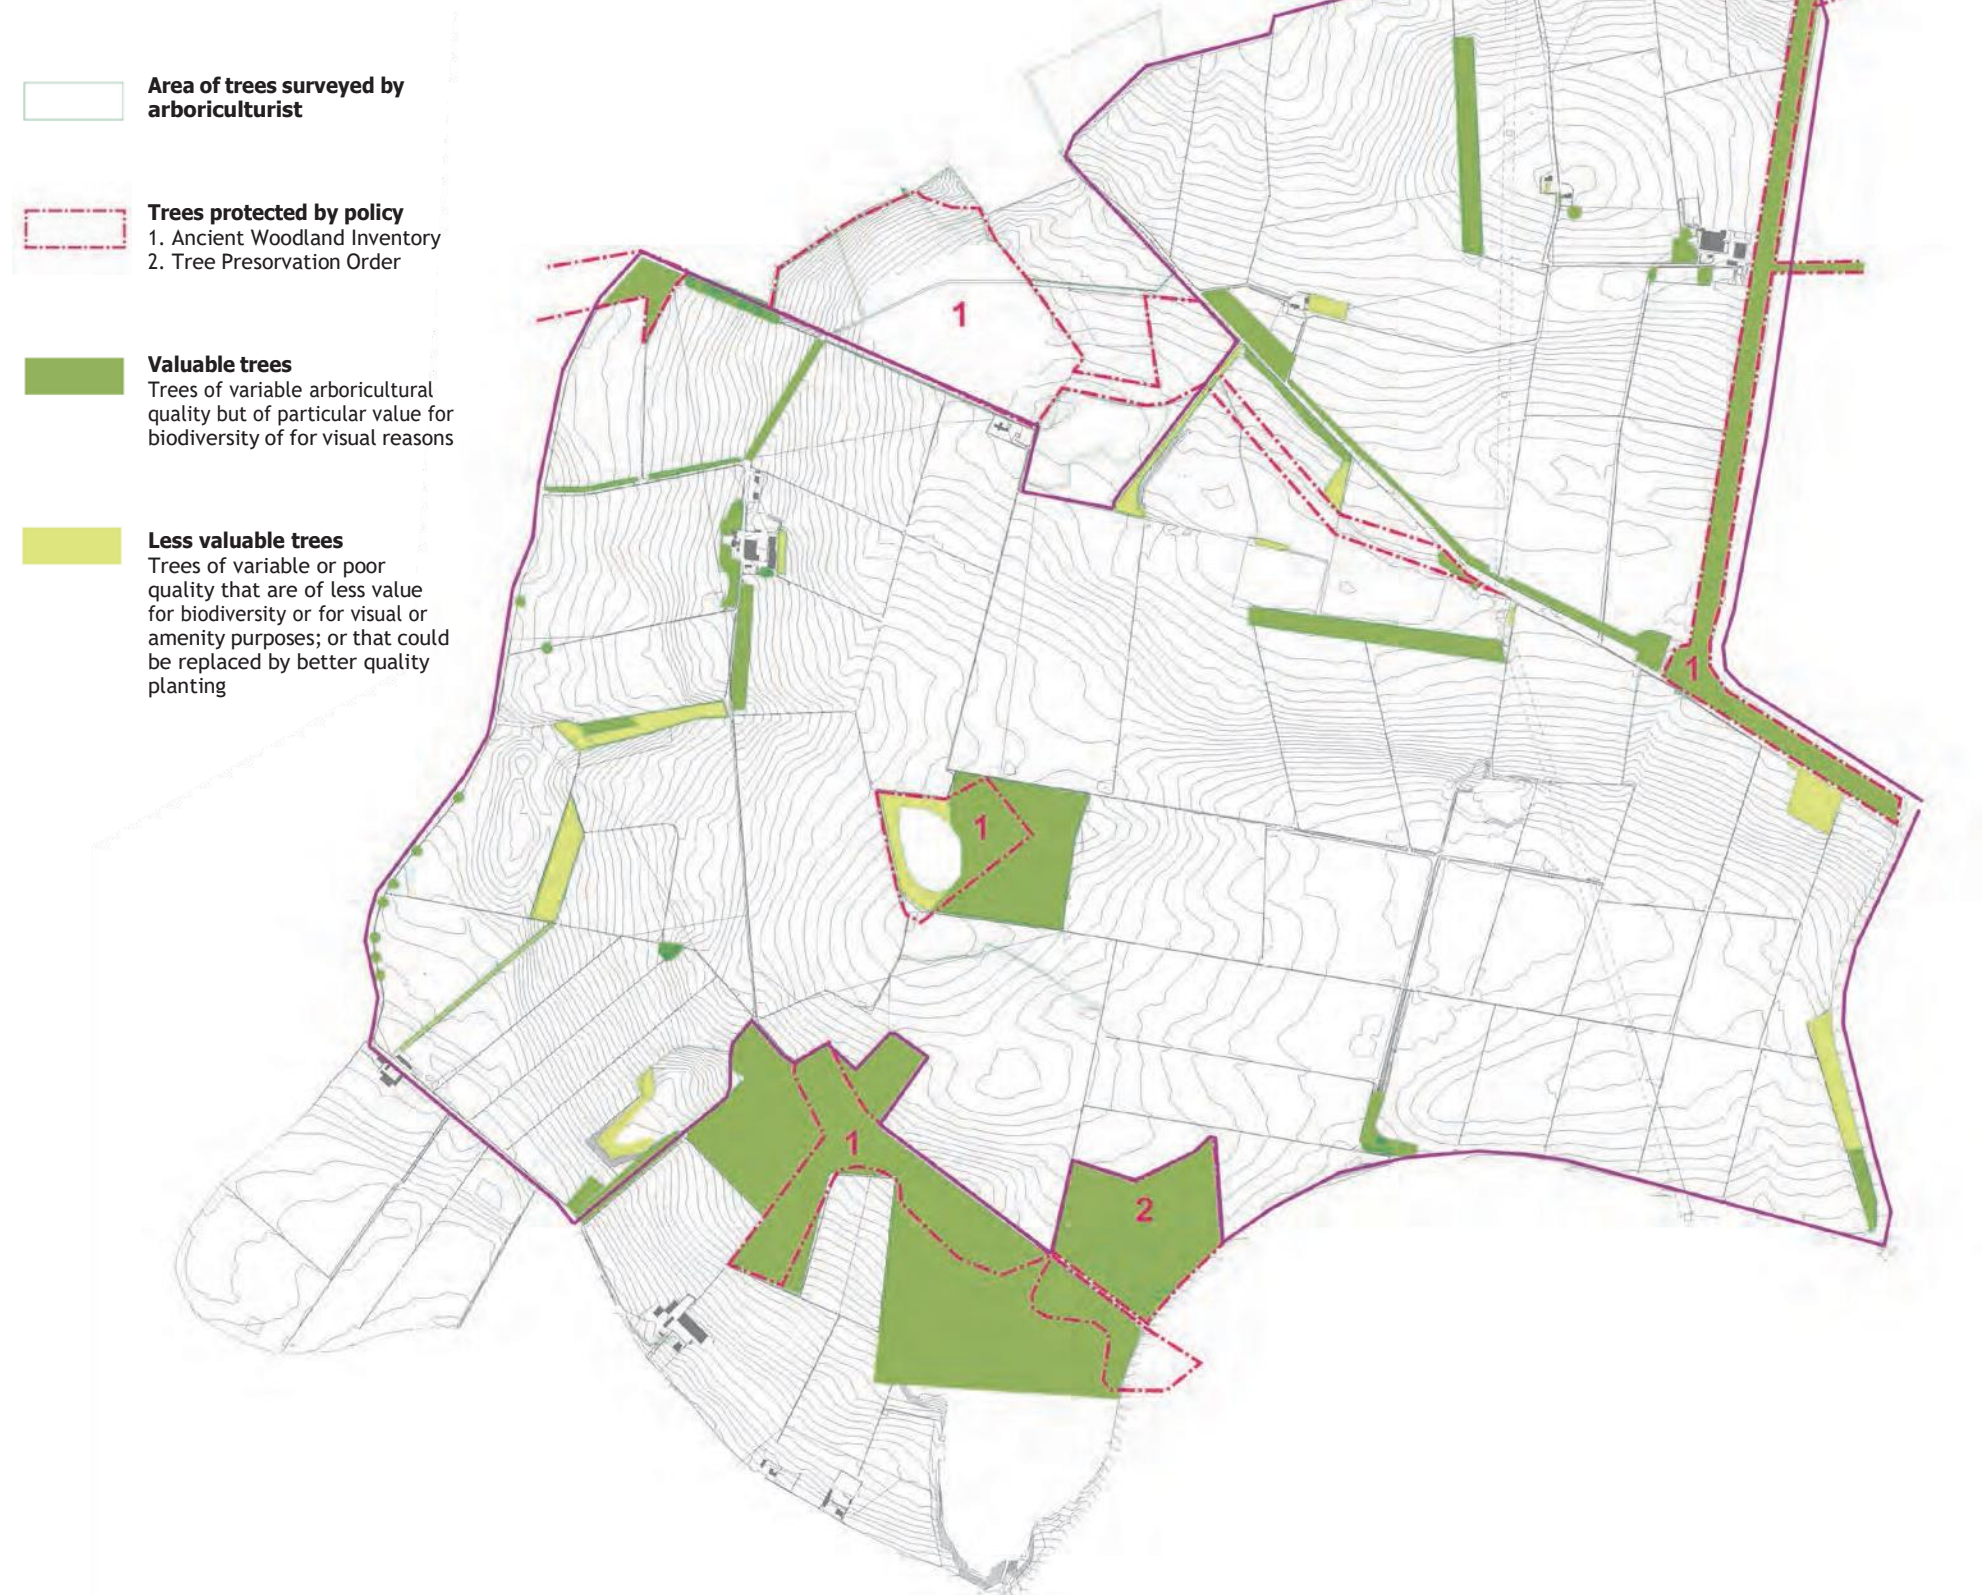 Area of trees surveyed by
arboriculturist
Trees protected by policy
1. Ancient Woodland Inventory
2. Tree Presorvation Order
Valuable trees
Trees of variable arboricultural
quality but of particular value for
biodiversity of for visual reasons
Less valuable trees
Trees of variable or poor
quality that are of less value
for biodiversity or for visual or
amenity purposes; or that could
be replaced by better quality
planting
1
1
1
1
2